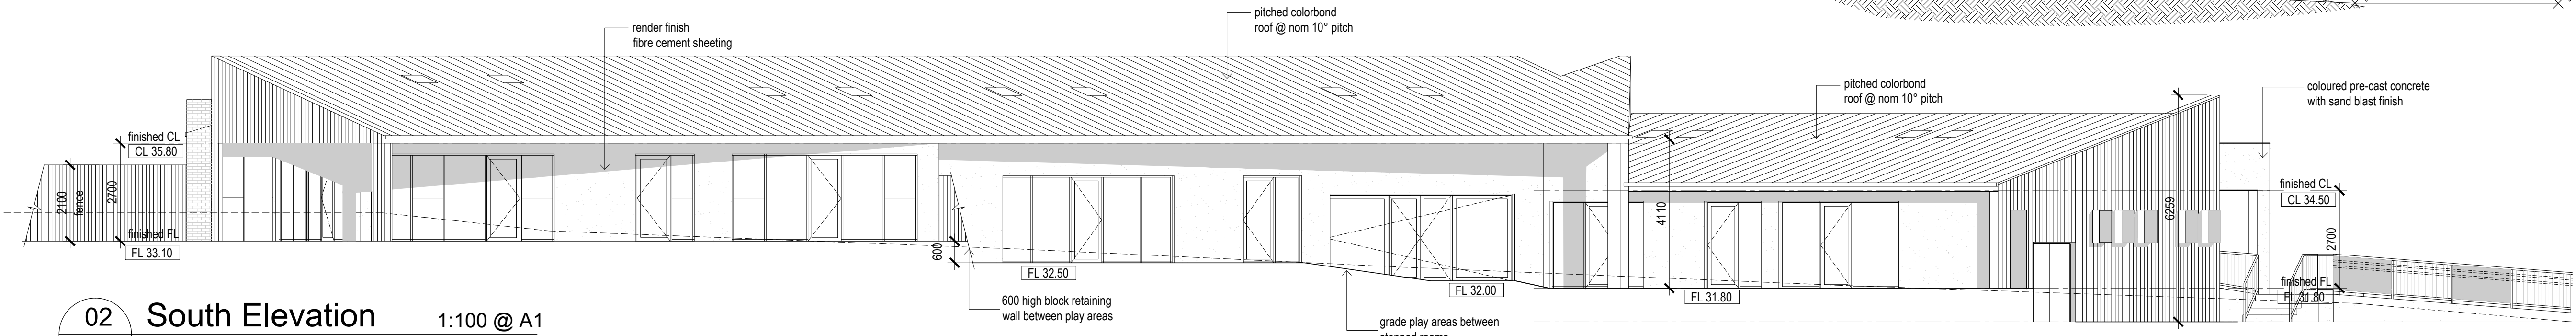 pitched colorbond
roof @ nom 10° pitch
render finish
fibre cement sheeting
pitched colorbond
roof @ nom 10° pitch
coloured pre-cast concrete
with sand blast finish
finished CL
CL 35.80
2100
fence
2700
finished FL
FL 33.10
600
FL 32.50
600 high block retaining
wall between play areas
grade play areas between
stepped rooms
FL 32.00
4110
FL 31.80
6259
finished CL
CL 34.50
2700
finished FL
FL 31.80
02 South Elevation 1:100 @ A1